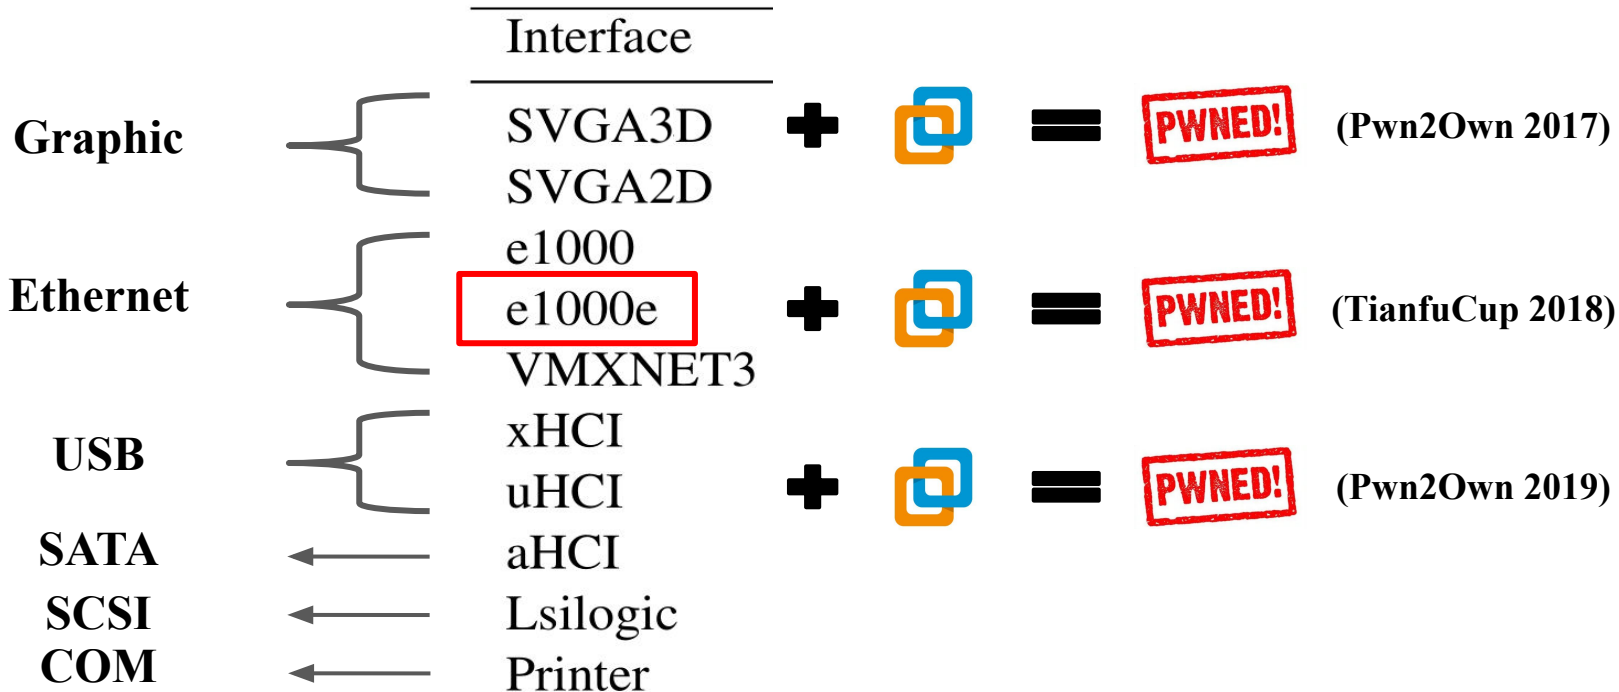 Interface
Graphic
SVGA3D
PWNED!
(Pwn2Own 2017)
SVGA2D
e1000
Ethernet
e1000e
PWNED!
(TianfuCup 2018)
VMXNET3
xHCI
USB
uHCI
PWNED!
(Pwn2Own 2019)
SATA
aHCI
SCSI
Lsilogic
COM
Printer